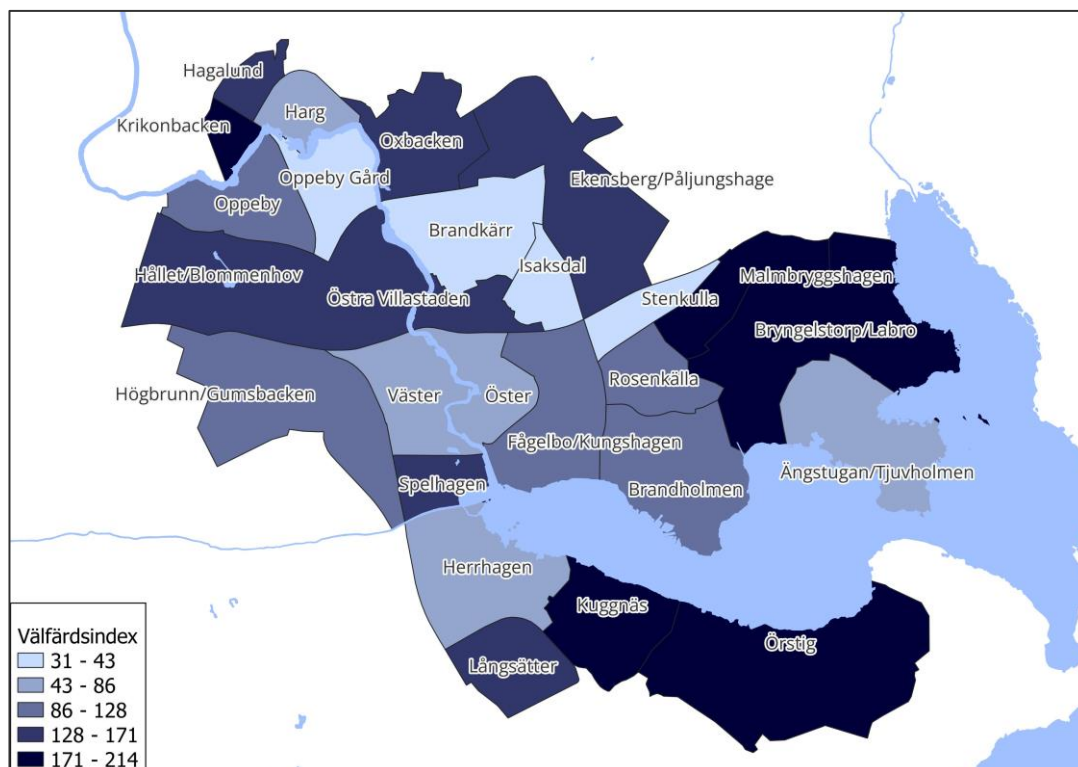 Hagalund
Harg
Krikonbacken
Oxbacken
Oppeby Gård
Ekensberg/Påljungshage
Oppeby
Brandkärr
Isaksdal
Hållet/Blommenhov
Malmbryggshagen
Östra Villastaden
Stenkulla
Bryngelstorp/Labro
Rosenkälla
Högbrunn/Gumsbacken
Väster
Öster
Fågelbo/Kungshagen
Ängstugan/Tjuvholmen
Spelhagen
Brandholmen
Herrhagen
Kuggnäs
Örstig
Långsätter
Välfärdsindex
31 - 43
43 - 86
86 - 128
128 - 171
171 - 214